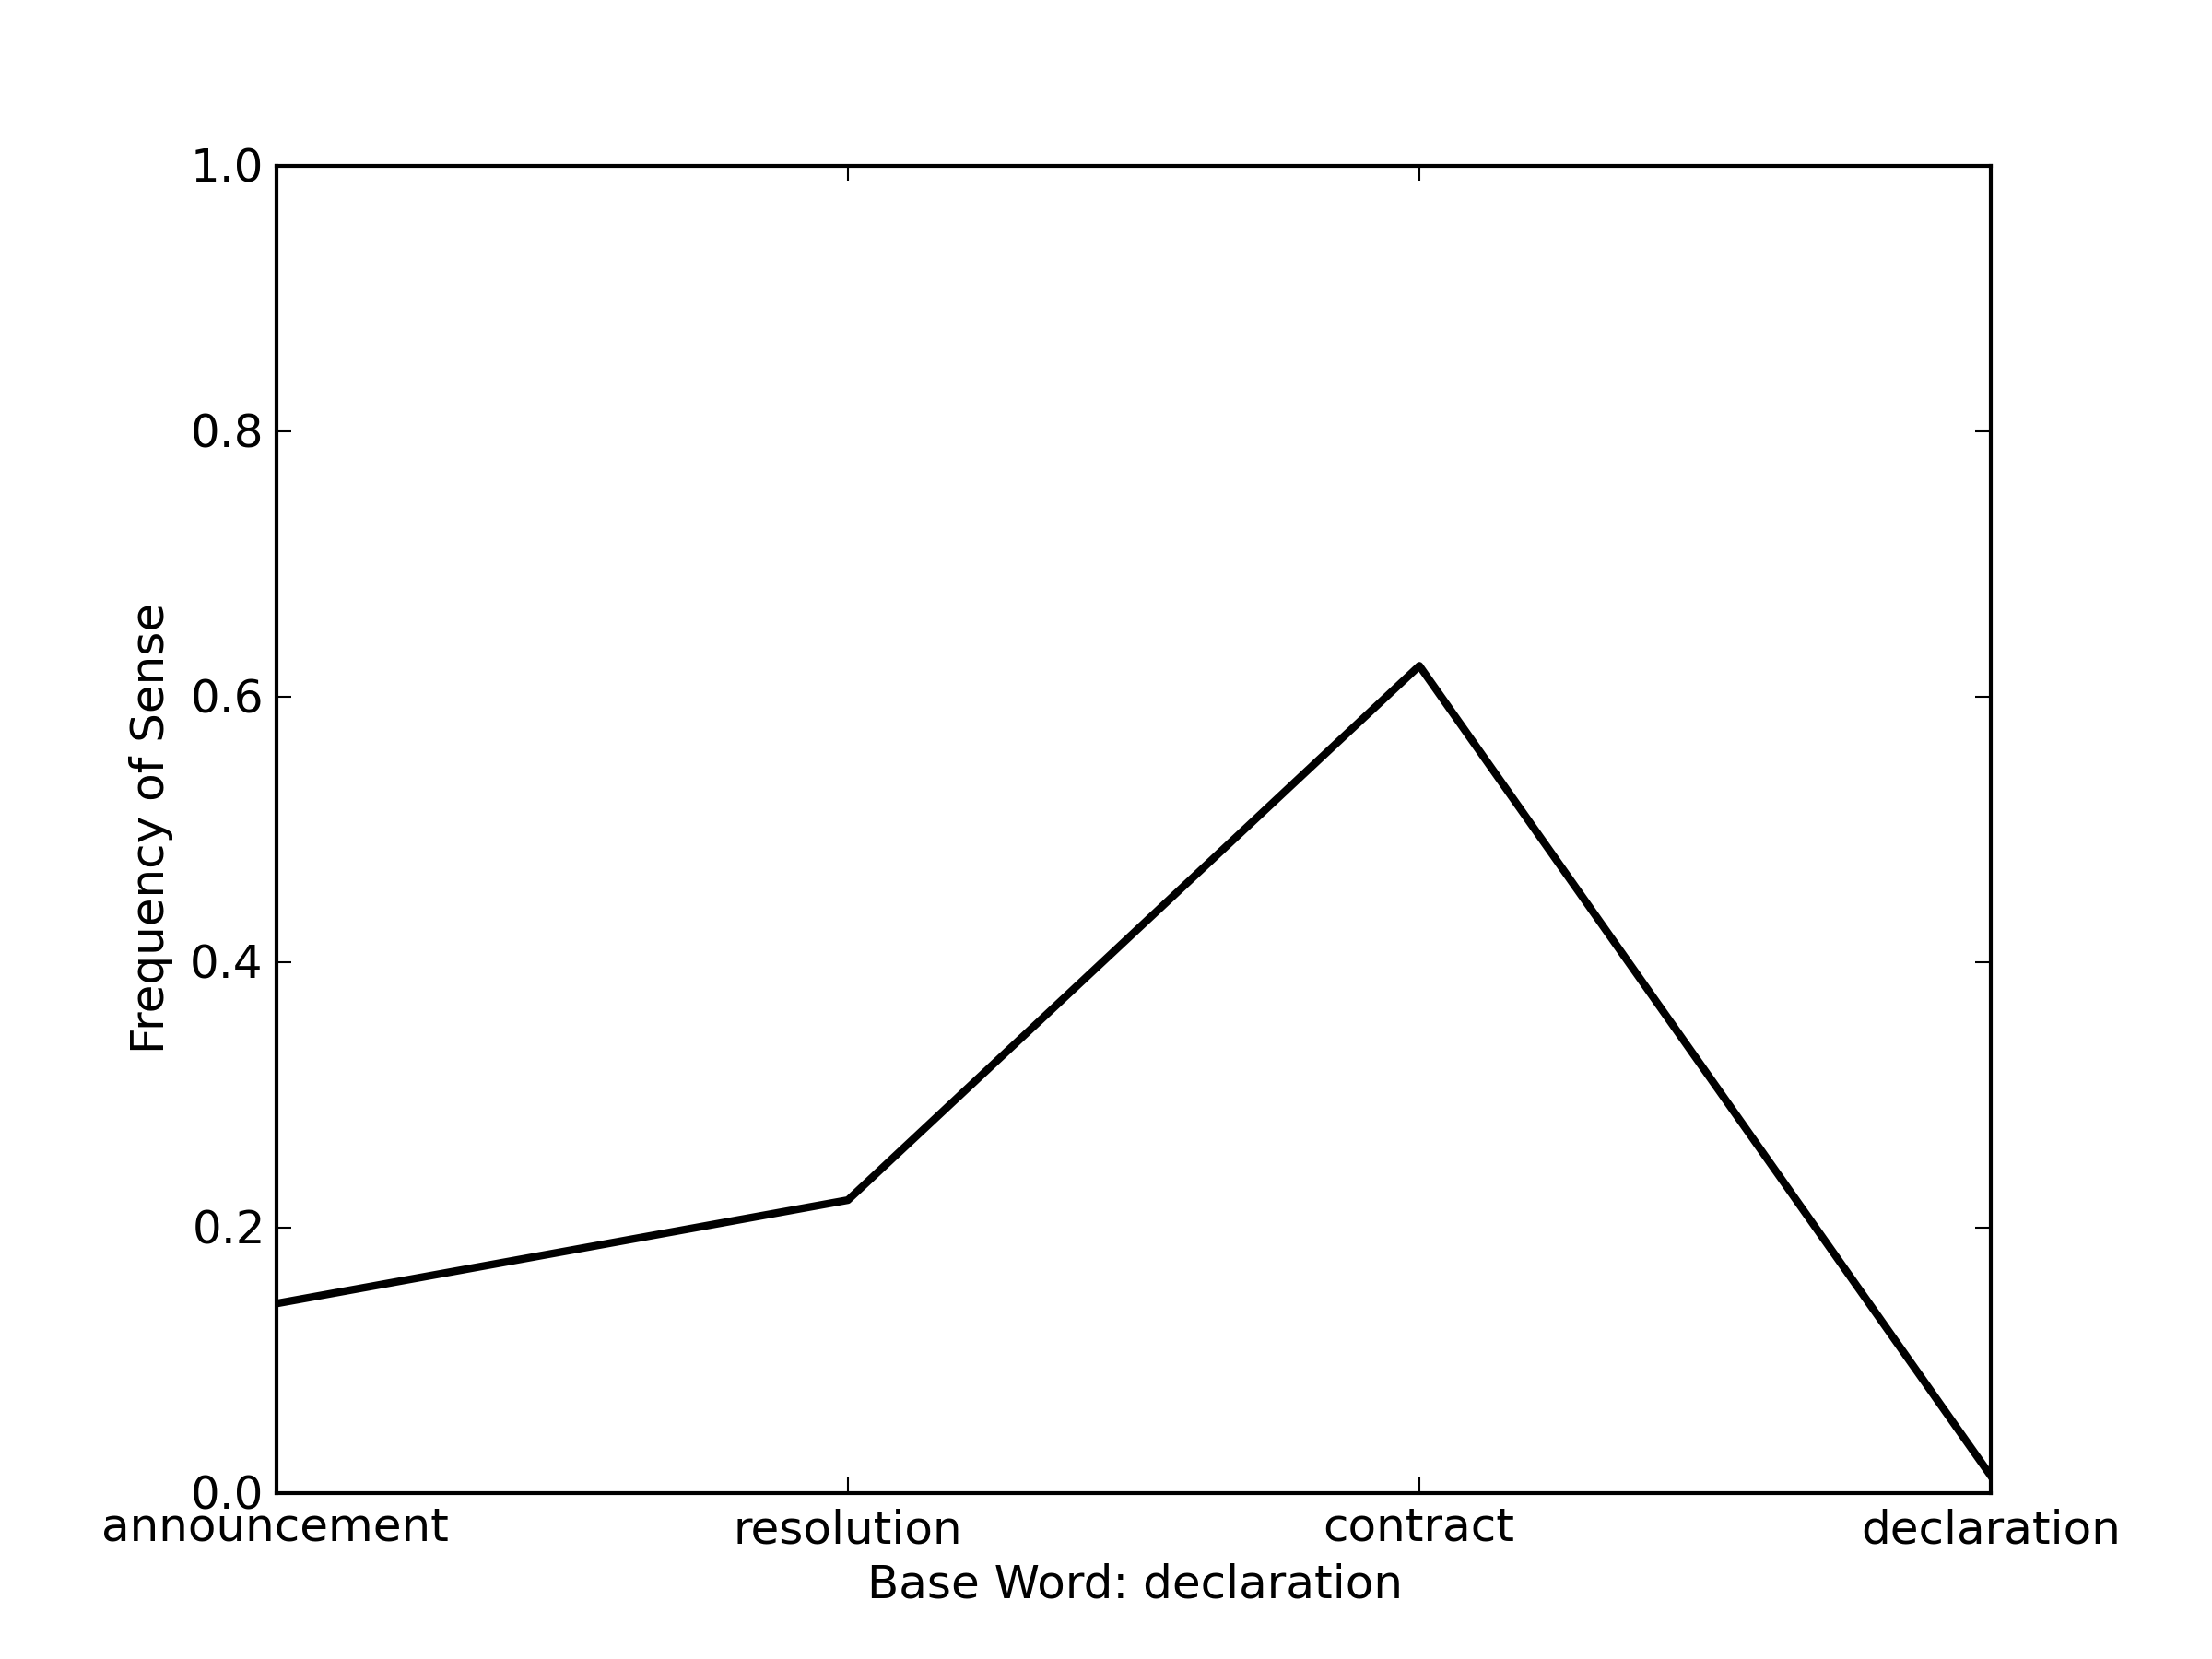 1.0
0.8
0.6
0.4
0.2
0.0
Frequency of Sense
announcement resolution contract declaration
Base Word: declaration